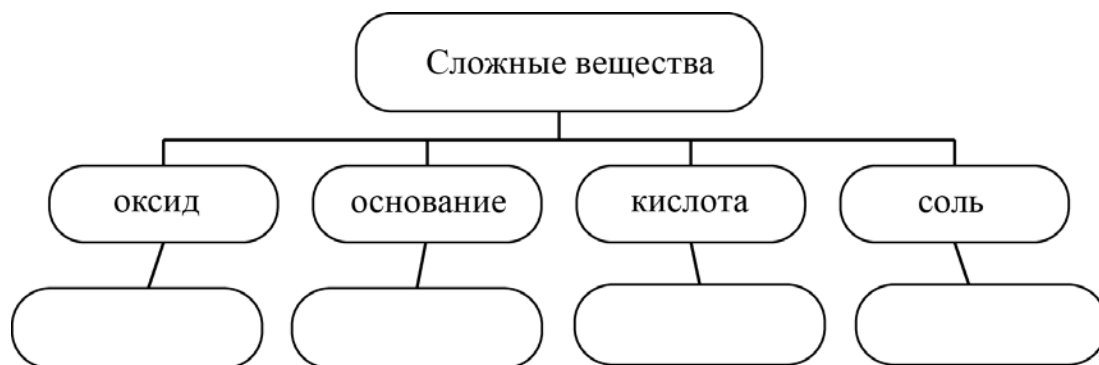 Сложные вещества
оксид
основание
кислота
соль